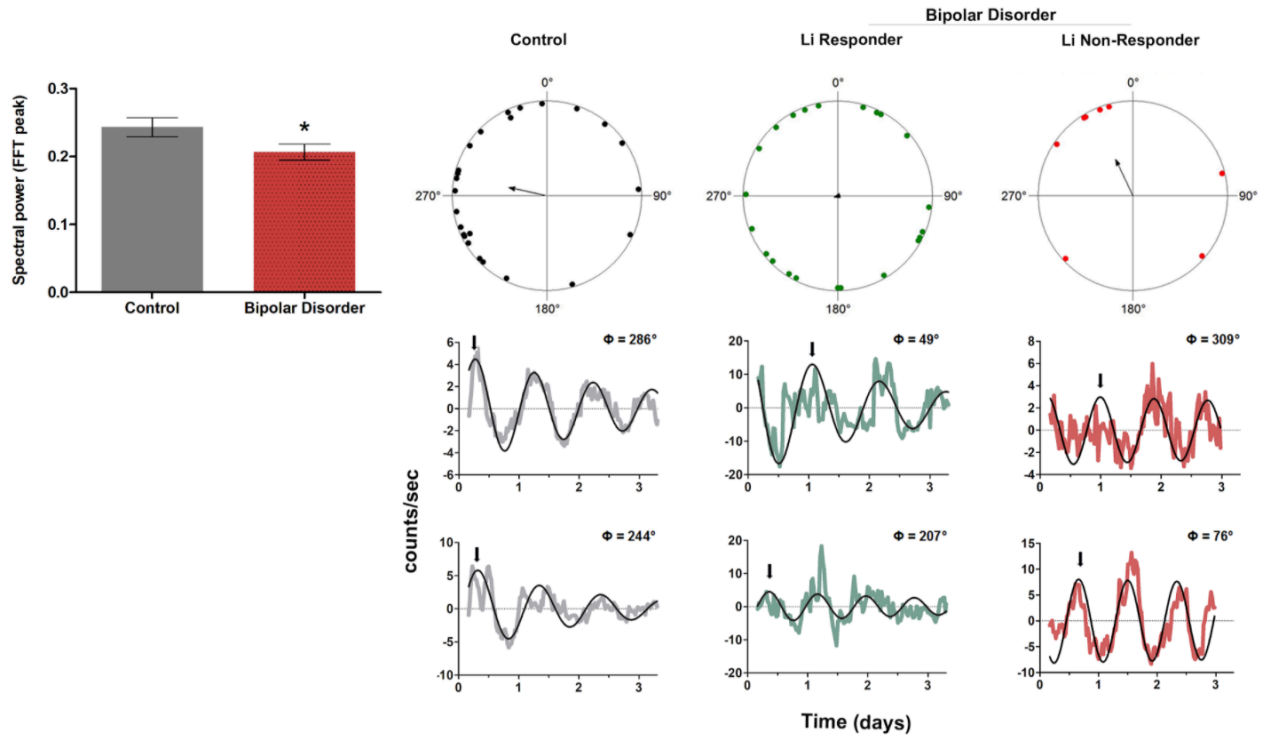 Bipolar Disorder
Control
Li Responder
Li Non-Responder
Spectral power (FFT peak)
0.3
0.2
0.1
0.0
*
Control
Bipolar Disorder
0°
90°
180°
270°
0°
90°
180°
270°
0°
90°
180°
270°
counts/sec
Φ = 286°
6
4
2
0
-2
-4
-6
0 1 2 3
Φ = 49°
20
10
0
-10
-20
0 1 2 3
Φ = 309°
8
6
4
2
0
-2
-4
0 1 2 3
Φ = 244°
10
5
0
-5
-10
0 1 2 3
Φ = 207°
20
10
0
-10
-20
0 1 2 3
Φ = 76°
15
10
5
0
-5
-10
0 1 2 3
Time (days)